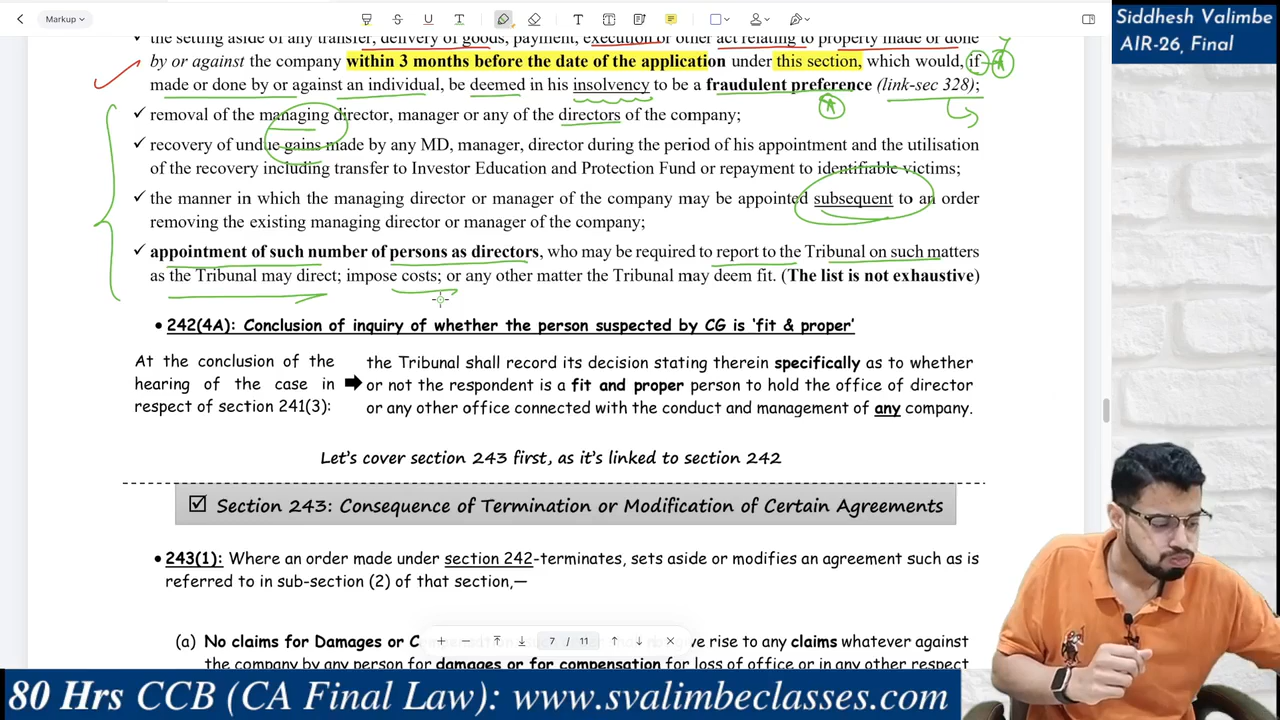 Markup
T
Siddhesh Valimbe
AIR-26, Final
the setting aside of any transfer, delivery of goods, payment, execution or other act relating to property made or done
by or against the company within 3 months before the date of the application under this section, which would, if
made or done by or against an individual, be deemed in his insolvency to be a fraudulent preference (link-sec 328);
✓ removal of the managing director, manager or any of the directors of the company;
✓ recovery of undue gains made by any MD, manager, director during the period of his appointment and the utilisation
of the recovery including transfer to Investor Education and Protection Fund or repayment to identifiable victims;
✓ the manner in which the managing director or manager of the company may be appointed subsequent to an order
removing the existing managing director or manager of the company;
✓ appointment of such number of persons as directors, who may be required to report to the Tribunal on such matters
as the Tribunal may direct; impose costs; or any other matter the Tribunal may deem fit. (The list is not exhaustive)
• 242(4A): Conclusion of inquiry of whether the person suspected by CG is ‘fit & proper’
At the conclusion of the
hearing of the case in
respect of section 241(3):
the Tribunal shall record its decision stating therein specifically as to whether
or not the respondent is a fit and proper person to hold the office of director
or any other office connected with the conduct and management of any company.
Let’s cover section 243 first, as it’s linked to section 242
Section 243: Consequence of Termination or Modification of Certain Agreements
• 243(1): Where an order made under section 242-terminates, sets aside or modifies an agreement such as is
referred to in sub-section (2) of that section,—
(a) No claims for Damages or C rise to any claims whatever against
7 / 11
the company by any person for damages or for compensation for loss of office or in any other respect
80 Hrs CCB (CA Final Law): www.svalimbeclasses.com